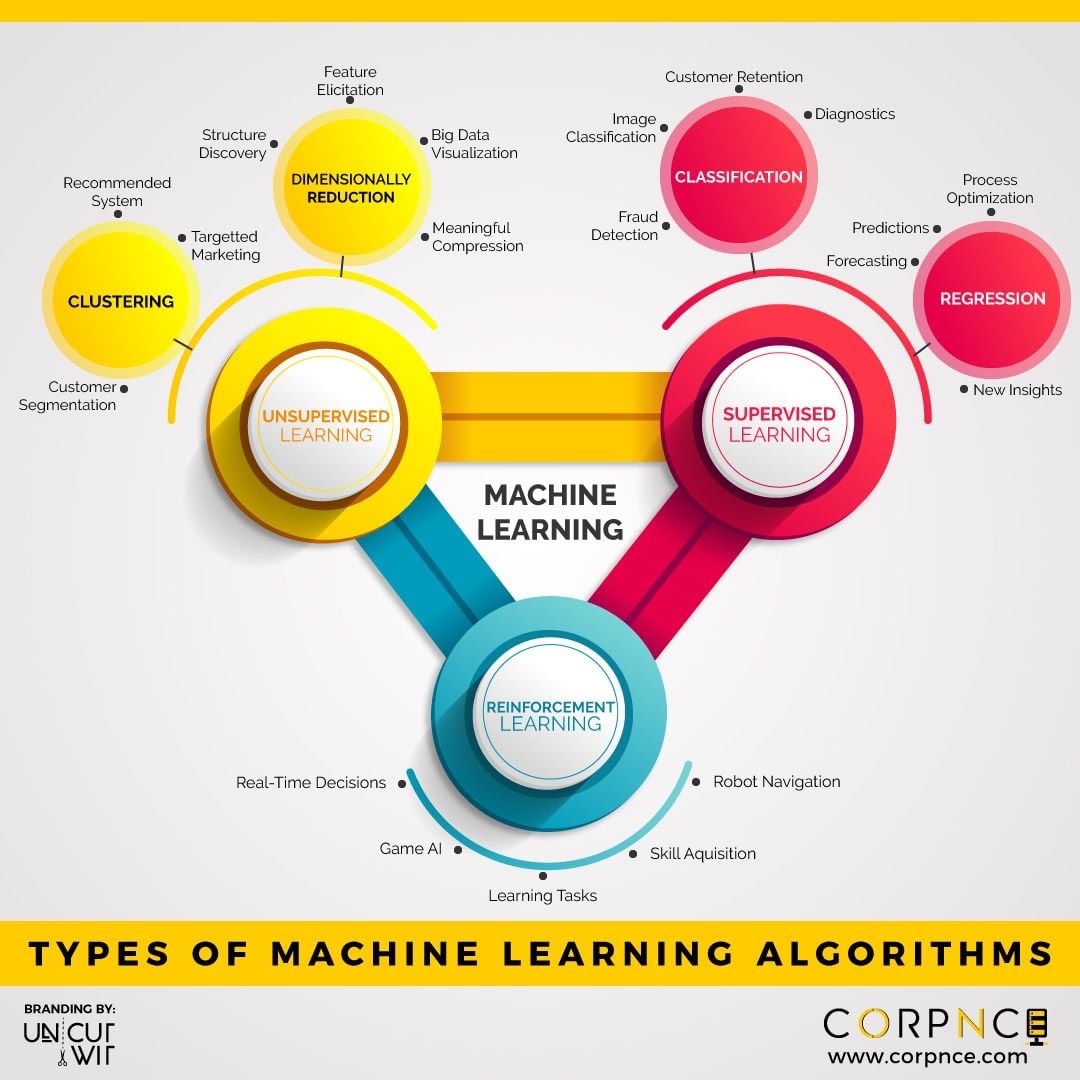 Feature
Elicitation
Structure
Discovery
Big Data
Visualization
DIMENSIONALLY
REDUCTION
Meaningful
Compression
Recommended
System
Targetted
Marketing
CLUSTERING
Customer
Segmentation
UNSUPERVISED
LEARNING
Customer Retention
Image
Classification
Diagnostics
CLASSIFICATION
Fraud
Detection
Process
Optimization
Predictions
Forecasting
REGRESSION
New Insights
SUPERVISED
LEARNING
MACHINE
LEARNING
REINFORCEMENT
LEARNING
Real-Time Decisions
Robot Navigation
Game AI
Skill Aquisition
Learning Tasks
TYPES OF MACHINE LEARNING ALGORITHMS
BRANDING BY:
UNCUT
WIT
CORPNCE
www.corpnce.com